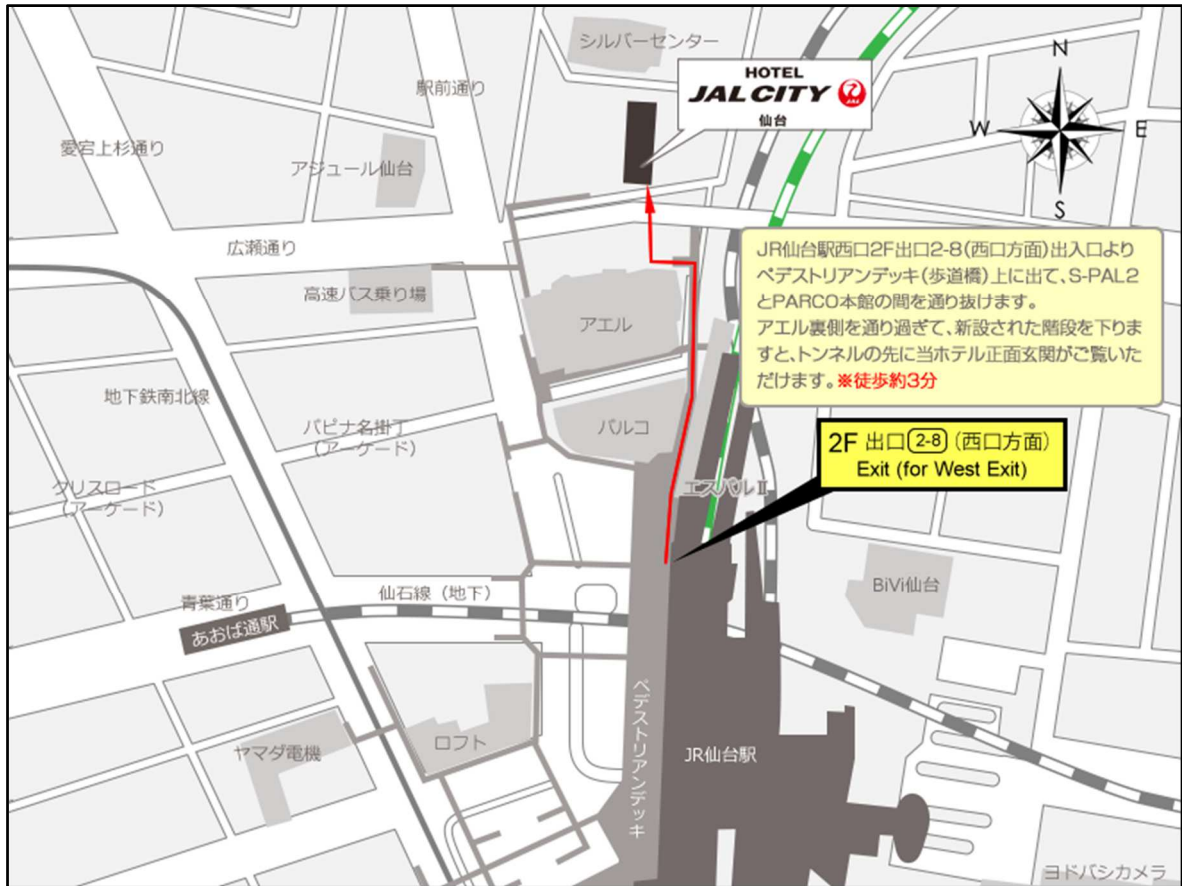 シルバーセンター
HOTEL
JAL CITY
JAL
仙台
駅前通り
愛宕上杉通り
アジュール仙台
N
W
E
S
広瀬通り
高速バス乗り場
アエル
JR仙台駅西口2F出口2-8(西口方面)出入口より
ペデストリアンデッキ(歩道橋)上に出て、S-PAL2
とPARCO本館の間を通り抜けます。
アエル裏側を通り過ぎて、新設された階段を下りま
すと、トンネルの先に当ホテル正面玄関がご覧いた
だけます。※徒歩約3分
地下鉄南北線
パピナ名掛丁
(アーケード)
パルコ
2F 出口 2-8 (西口方面)
Exit (for West Exit)
クリスロード
(アーケード)
エスパルⅡ
BiVi仙台
仙石線(地下)
青葉通り
あおば通駅
ペデストリアンデッキ
ヤマダ電機
ロフト
JR仙台駅
ヨドバシカメラ